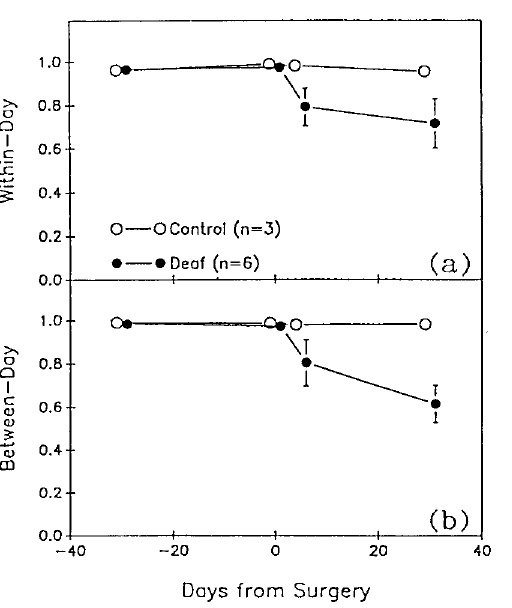 Within-Day
1.0
0.8
0.6
0.4
0.2
0.0
Control (n=3)
Deaf (n=6)
(a)
Between-Day
1.0
0.8
0.6
0.4
0.2
0.0
(b)
-40
-20
0
20
40
Days from Surgery